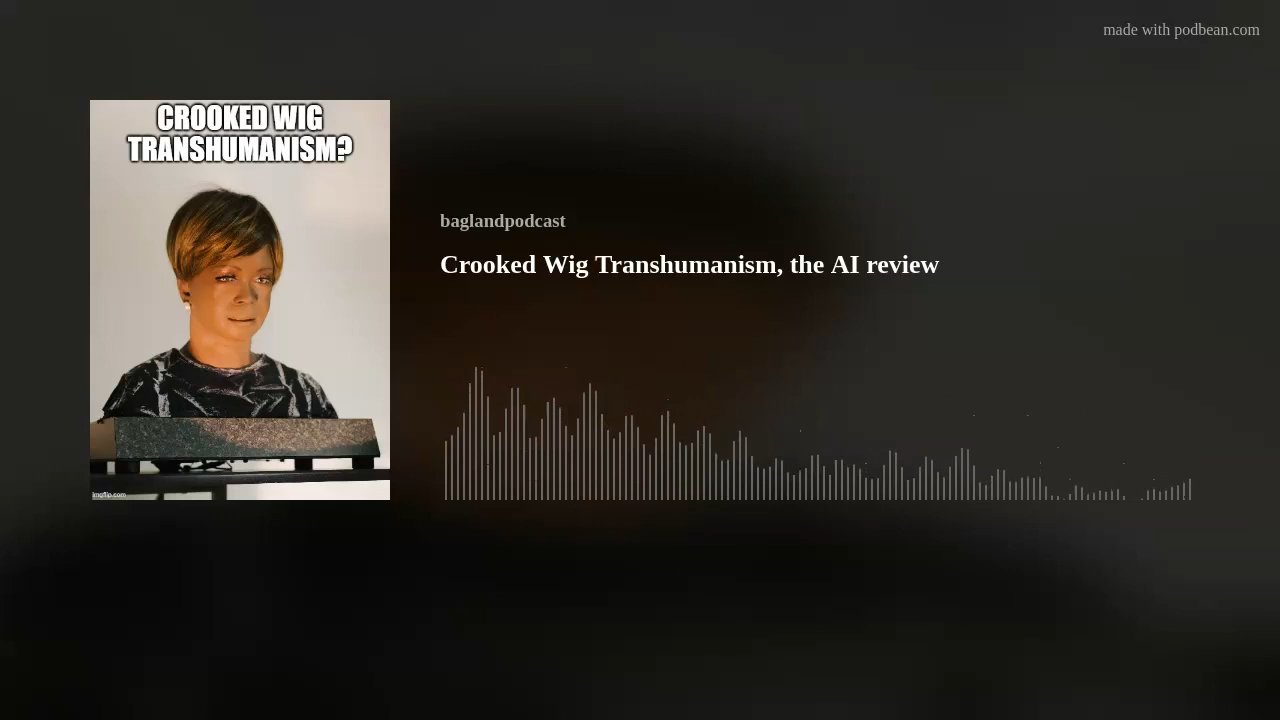 made with podbean.com
CROOKED WIG
TRANSHUMANISM?
imgflip.com
baglandpodcast
Crooked Wig Transhumanism, the AI review